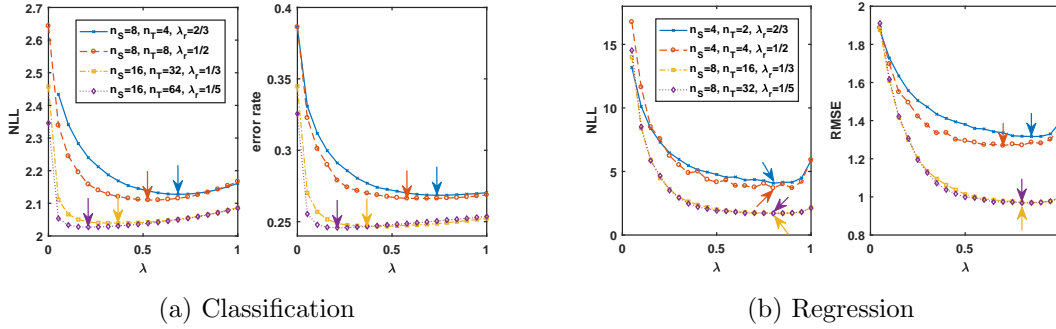 2.7
2.6
2.5
2.4
2.3
2.2
2.1
2
NLL
0
0.5
1
λ
n_S=8, n_T=4, λ_r=2/3
n_S=8, n_T=8, λ_r=1/2
n_S=16, n_T=32, λ_r=1/3
n_S=16, n_T=64, λ_r=1/5
0.4
0.35
0.3
0.25
error rate
0
0.5
1
λ
(a) Classification
15
10
5
0
NLL
0
0.5
1
λ
n_S=4, n_T=2, λ_r=2/3
n_S=4, n_T=4, λ_r=1/2
n_S=8, n_T=16, λ_r=1/3
n_S=8, n_T=32, λ_r=1/5
2
1.8
1.6
1.4
1.2
1
0.8
RMSE
0.5
λ
(b) Regression